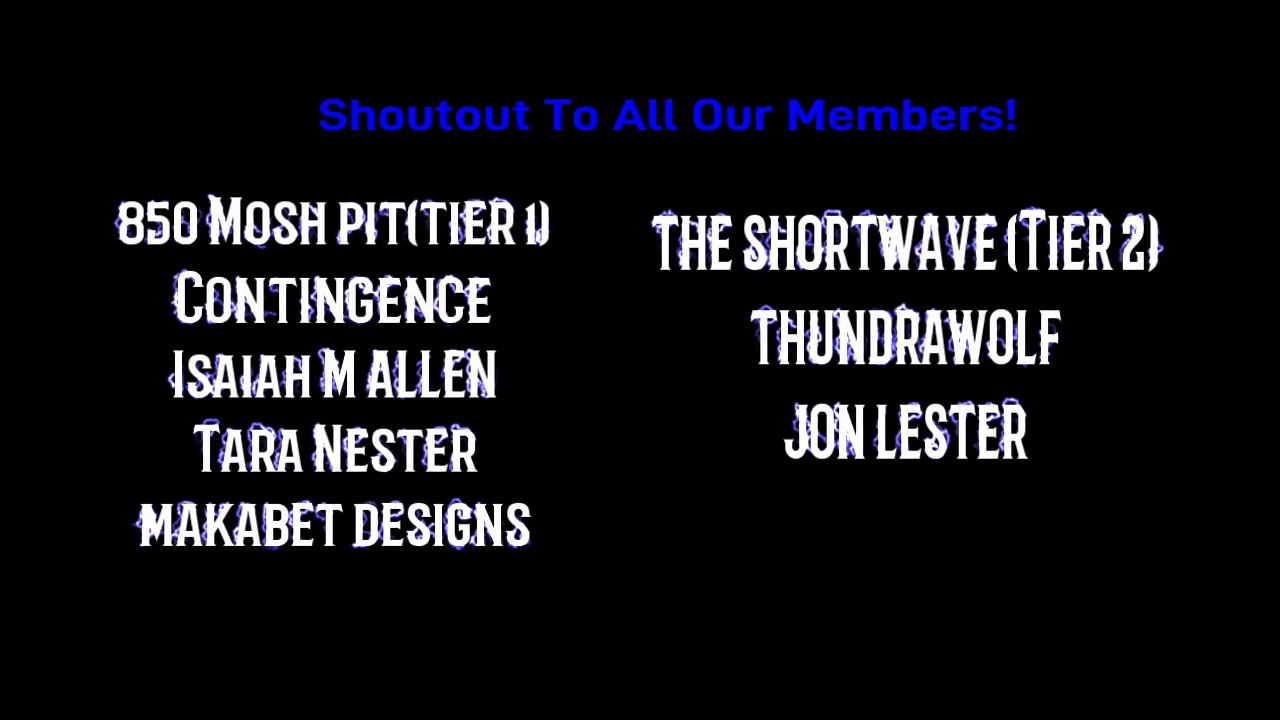 Shoutout To All Our Members!
850 Mosh pit(tier 1)
Contingence
Isaiah M Allen
Tara Nester
makabet designs
THE SHORTWAVE (Tier 2)
THUNDRAWOLF
JON LESTER